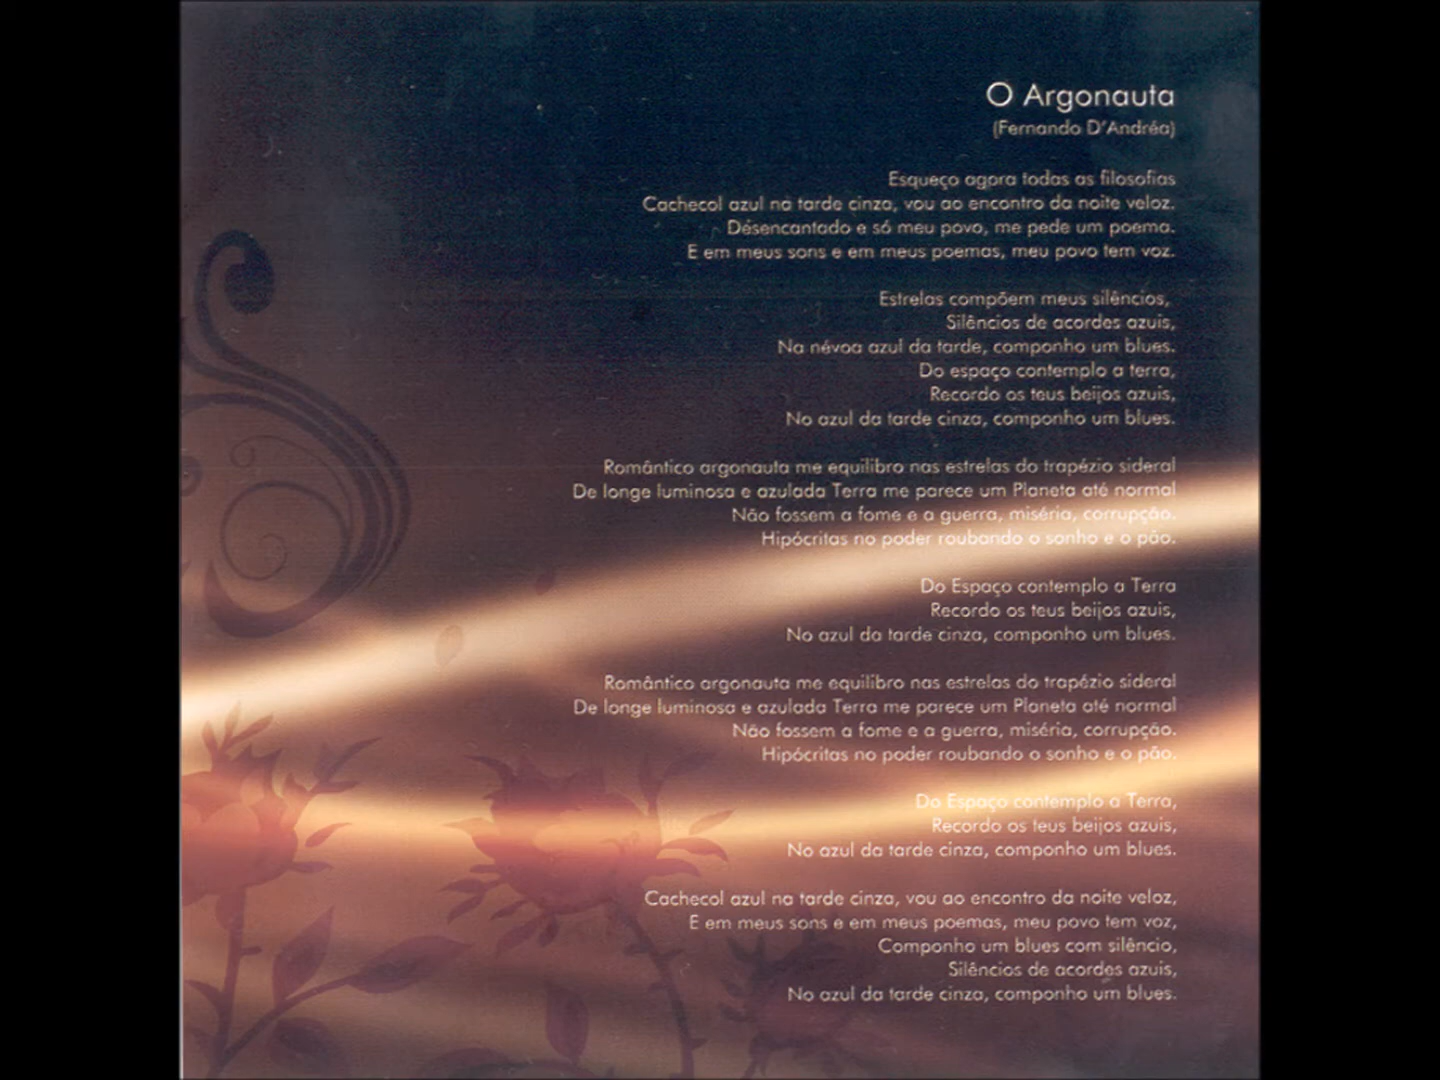 O Argonauta
(Fernando D'Andréa)
Esqueço agora todas as filosofias
Cachecol azul na tarde cinza, vou ao encontro da noite veloz.
Desencantado e só meu povo, me pede um poema.
E em meus sons e em meus poemas, meu povo tem voz.
Estrelas compõem meus silêncios,
Silêncios de acordes azuis,
Na névoa azul da tarde, componho um blues.
Do espaço contemplo a terra,
Recordo os teus beijos azuis,
No azul da tarde cinza, componho um blues.
Romântico argonauta me equilibro nas estrelas do trapézio sideral
De longe luminosa e azulada Terra me parece um Planeta até normal
Não fossem a fome e a guerra, miséria, corrupção.
Hipócritas no poder roubando o sonho e o pão.
Do Espaço contemplo a Terra
Recordo os teus beijos azuis,
No azul da tarde cinza, componho um blues.
Romântico argonauta me equilibro nas estrelas do trapézio sideral
De longe luminosa e azulada Terra me parece um Planeta até normal
Não fossem a fome e a guerra, miséria, corrupção.
Hipócritas no poder roubando o sonho e o pão.
Do Espaço contemplo a Terra,
Recordo os teus beijos azuis,
No azul da tarde cinza, componho um blues.
Cachecol azul na tarde cinza, vou ao encontro da noite veloz,
E em meus sons e em meus poemas, meu povo tem voz,
Componho um blues com silêncio,
Silêncios de acordes azuis,
No azul da tarde cinza, componho um blues.